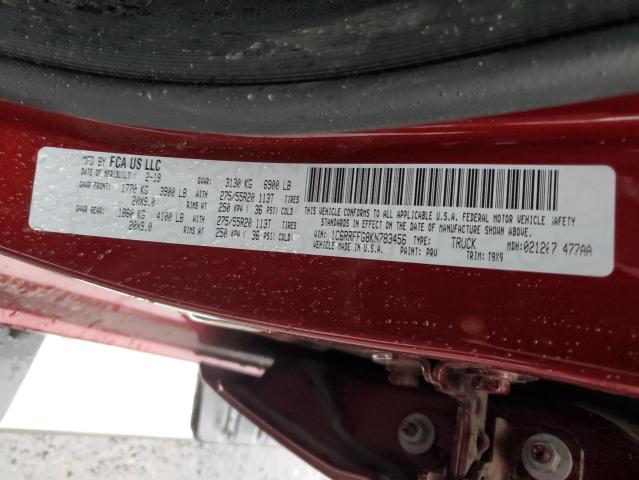 MFD BY FCA US LLC
DATE OF MFR(BUILT): 2-19 GVWR: 3130 KG 6900 LB
GAWR FRONT: 1770 KG 3900 LB WITH 275/55R20 113T TIRES
20X9.0 RIMS AT 250 KPA ( 36 PSI) COLD
GAWR REAR: 1860 KG 4100 LB WITH 275/55R20 113T TIRES
20X9.0 RIMS AT 250 KPA ( 36 PSI) COLD
THIS VEHICLE CONFORMS TO ALL APPLICABLE U.S.A. FEDERAL MOTOR VEHICLE SAFETY
STANDARDS IN EFFECT ON THE DATE OF MANUFACTURE SHOWN ABOVE.
VIN: 1C6RRFFG8KN783456 TYPE: TRUCK MDH: 477AA
VEHICLE MADE IN U.S.A. PAINT: PRV TRIM: T9X9